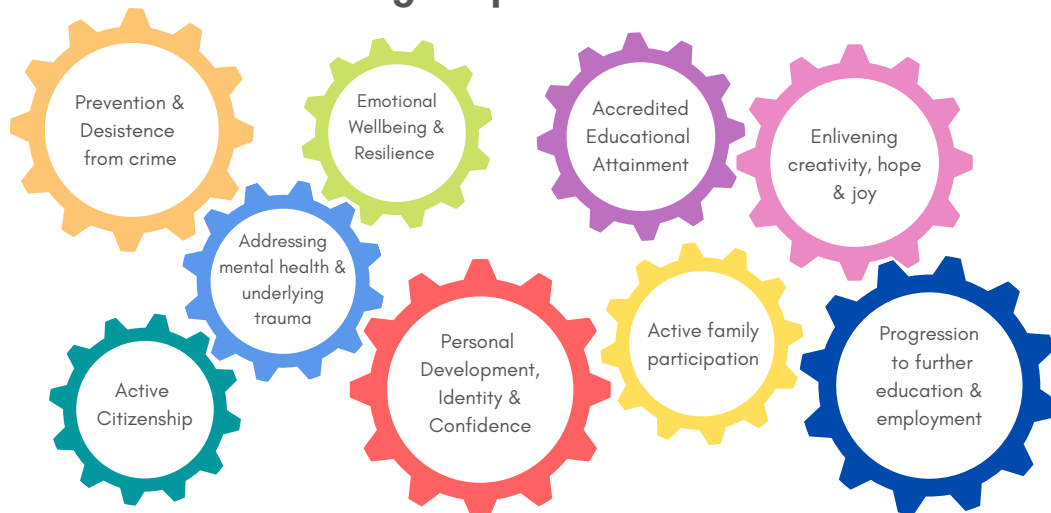 Prevention &
Desistence
from crime
Emotional
Wellbeing &
Resilience
Accredited
Educational
Attainment
Enlivening
creativity, hope
& joy
Addressing
mental health &
underlying
trauma
Personal
Development,
Identity &
Confidence
Active family
participation
Progression
to further
education &
employment
Active
Citizenship